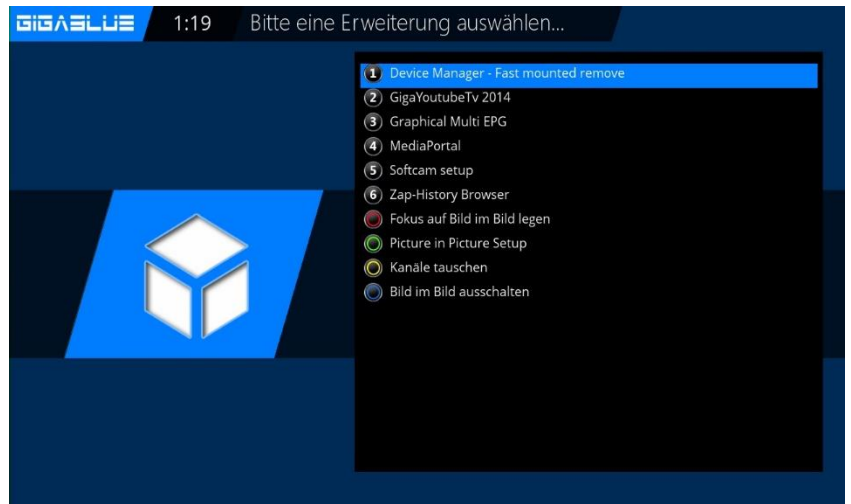 GIGABLUE 1:19 Bitte eine Erweiterung auswählen...
1 Device Manager - Fast mounted remove
2 GigaYoutubeTv 2014
3 Graphical Multi EPG
4 MediaPortal
5 Softcam setup
6 Zap-History Browser
Fokus auf Bild im Bild legen
Picture in Picture Setup
Kanäle tauschen
Bild im Bild ausschalten